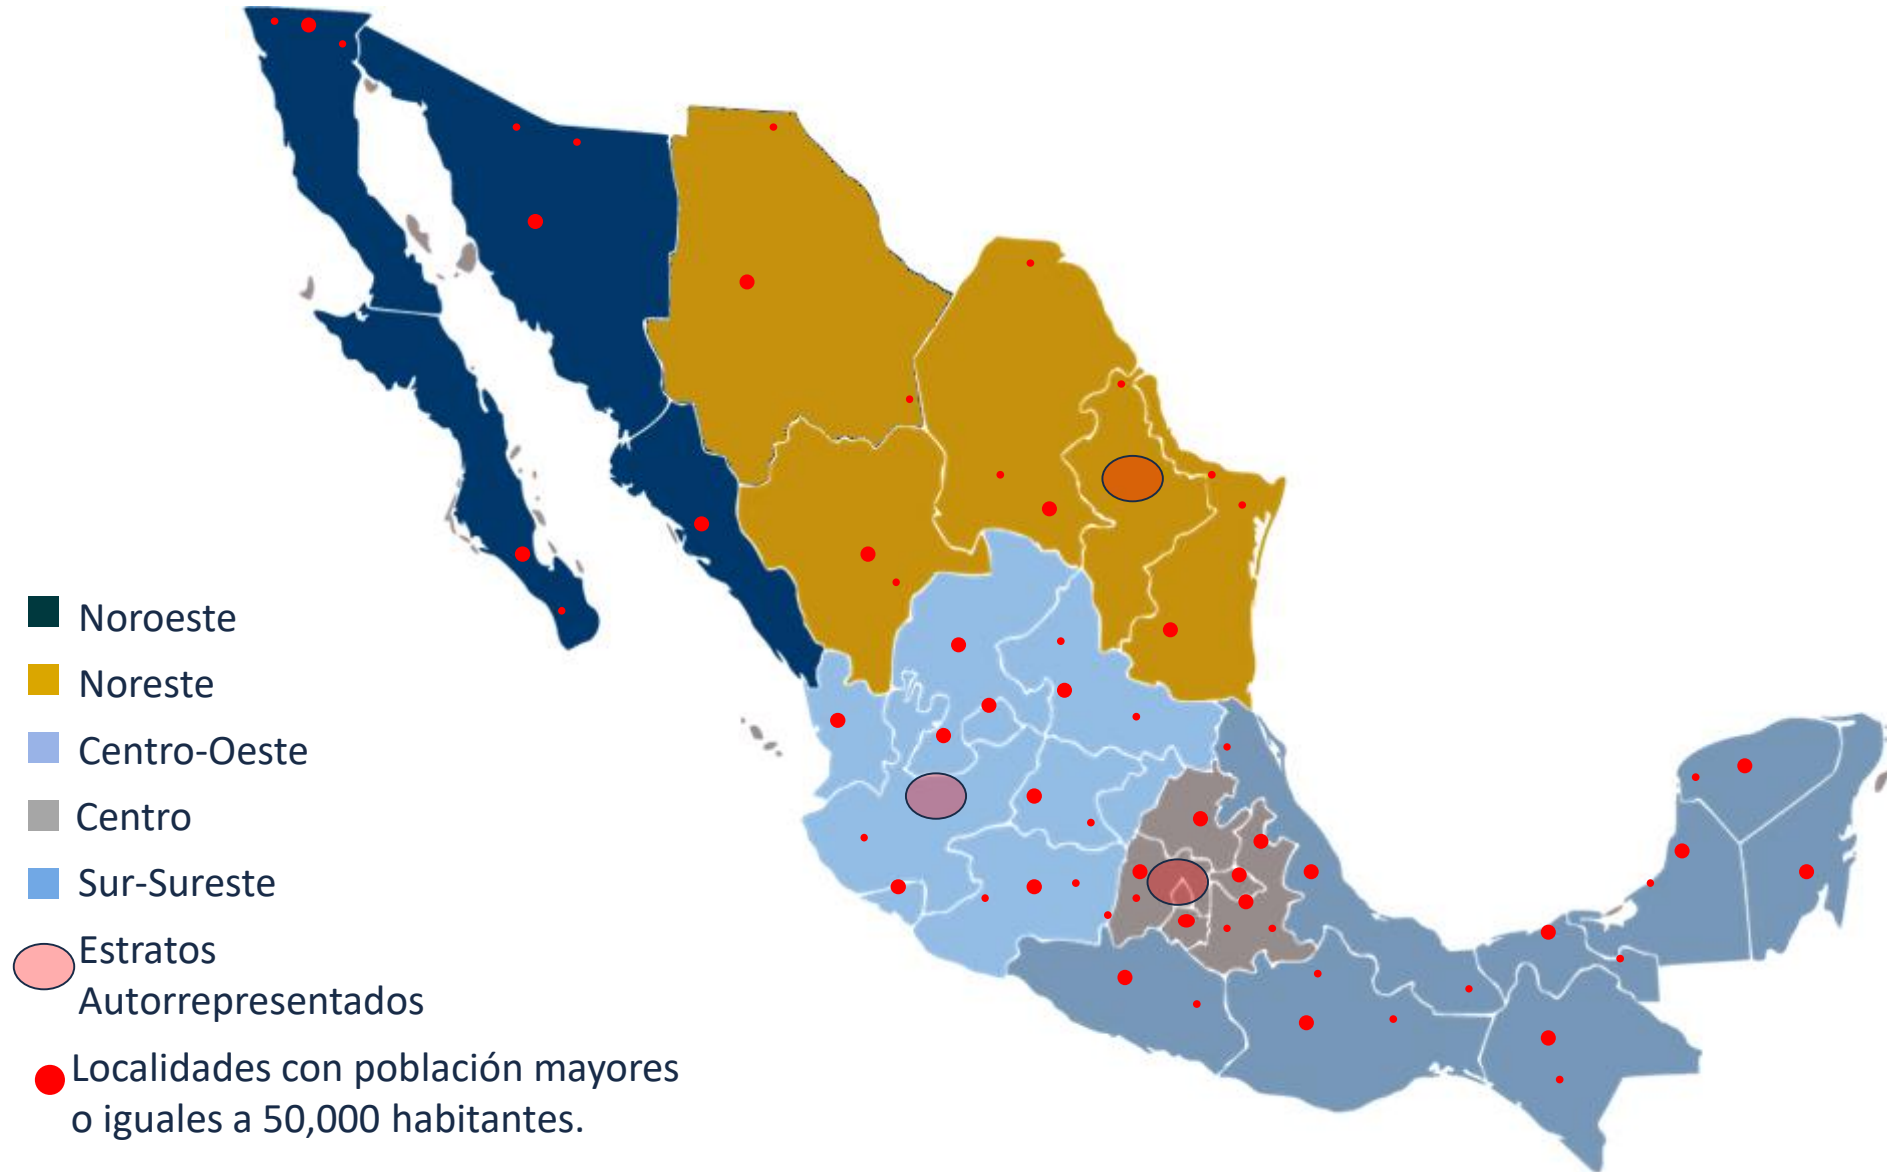 Noroeste
Noreste
Centro-Oeste
Centro
Sur-Sureste
Estratos
Autorrepresentados
Localidades con población mayores
o iguales a 50,000 habitantes.